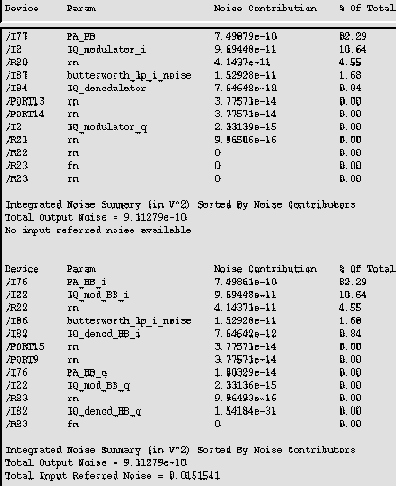 Device Param Noise Contribution % Of Total
/I77 PA_PB 7.49879e-10 82.29
/I2 IQ_modulator_i 9.69448e-11 10.64
/R20 rn 4.1437e-11 4.55
/I87 butterworth_lp_i_noise 1.52928e-11 1.68
/I84 IQ_demodulator 7.64648e-12 0.84
/PORT13 rn 3.77571e-14 0.00
/PORT14 rn 3.77571e-14 0.00
/I2 IQ_modulator_q 2.33139e-15 0.00
/R21 rn 9.96506e-16 0.00
/R22 rn 0 0.00
/R23 fn 0 0.00
/R23 rn 0 0.00
Integrated Noise Summary (in V^2) Sorted By Noise Contributors
Total Output Noise = 9.11279e-10
No input referred noise available
Device Param Noise Contribution % Of Total
/I76 PA_BB_i 7.49861e-10 82.29
/I22 IQ_mod_BB_i 9.69448e-11 10.64
/R22 rn 4.14371e-11 4.55
/I86 butterworth_lp_i_noise 1.52928e-11 1.68
/I82 IQ_demod_BB_i 7.64642e-12 0.84
/PORT15 rn 3.77571e-14 0.00
/PORT9 rn 3.77571e-14 0.00
/I76 PA_BB_q 1.80329e-14 0.00
/I22 IQ_mod_BB_q 2.33136e-15 0.00
/R23 rn 9.96493e-16 0.00
/I82 IQ_demod_BB_q 1.54184e-31 0.00
/R23 fn 0 0.00
Integrated Noise Summary (in V^2) Sorted By Noise Contributors
Total Output Noise = 9.11279e-10
Total Input Referred Noise = 0.0151541